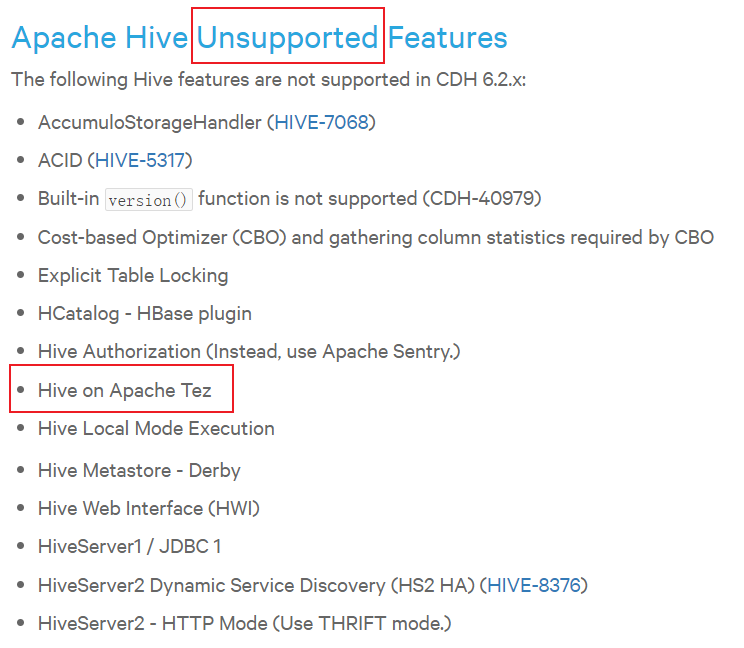 Apache Hive Unsupported Features
The following Hive features are not supported in CDH 6.2.x:
• AccumuloStorageHandler (HIVE-7068)
• ACID (HIVE-5317)
• Built-in version() function is not supported (CDH-40979)
• Cost-based Optimizer (CBO) and gathering column statistics required by CBO
• Explicit Table Locking
• HCatalog - HBase plugin
• Hive Authorization (Instead, use Apache Sentry.)
• Hive on Apache Tez
• Hive Local Mode Execution
• Hive Metastore - Derby
• Hive Web Interface (HWI)
• HiveServer1 / JDBC 1
• HiveServer2 Dynamic Service Discovery (HS2 HA) (HIVE-8376)
• HiveServer2 - HTTP Mode (Use THRIFT mode.)